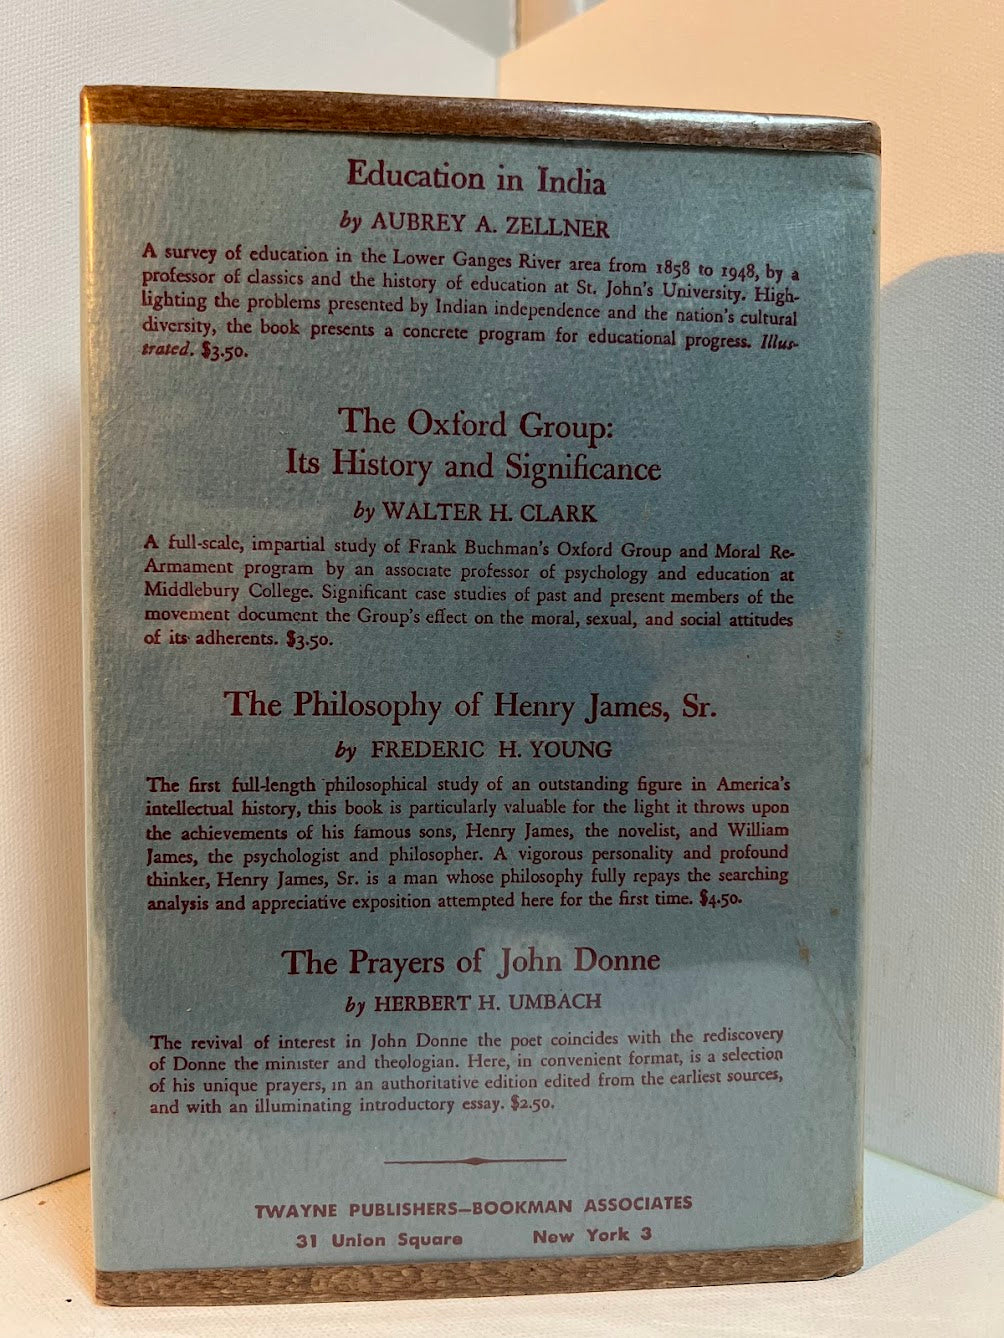 Education in India
by AUBREY A. ZELLNER
A survey of education in the Lower Ganges River area from 1858 to 1948, by a
professor of classics and the history of education at St. John's University. High-
lighting the problems presented by Indian independence and the nation's cultural
diversity, the book presents a concrete program for educational progress. Illus-
trated. $3.50.
The Oxford Group:
Its History and Significance
by WALTER H. CLARK
A full-scale, impartial study of Frank Buchman's Oxford Group and Moral Re-
Armament program by an associate professor of psychology and education at
Middlebury College. Significant case studies of past and present members of the
movement document the Group's effect on the moral, sexual, and social attitudes
of its adherents. $3.50.
The Philosophy of Henry James, Sr.
by FREDERIC H. YOUNG
The first full-length philosophical study of an outstanding figure in America's
intellectual history, this book is particularly valuable for the light it throws upon
the achievements of his famous sons, Henry James, the novelist, and William
James, the psychologist and philosopher. A vigorous personality and profound
thinker, Henry James, Sr. is a man whose philosophy fully repays the searching
analysis and appreciative exposition attempted here for the first time. $4.50.
The Prayers of John Donne
by HERBERT H. UMBACH
The revival of interest in John Donne the poet coincides with the rediscovery
of Donne the minister and theologian. Here, in convenient format, is a selection
of his unique prayers, in an authoritative edition edited from the earliest sources,
and with an illuminating introductory essay. $2.50.
TWAYNE PUBLISHERS—BOOKMAN ASSOCIATES
31 Union Square New York 3